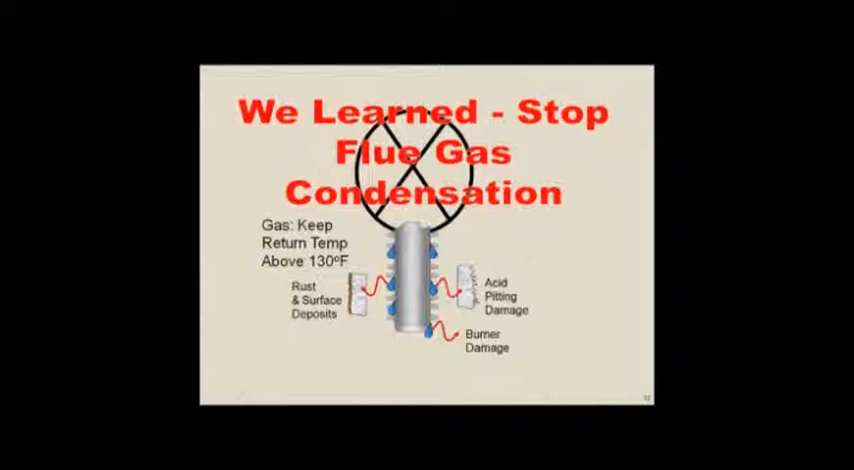 We Learned - Stop
Flue Gas
Condensation
Gas: Keep
Return Temp
Above 130ºF
Rust
& Surface
Deposits
Acid
Pitting
Damage
Burner
Damage